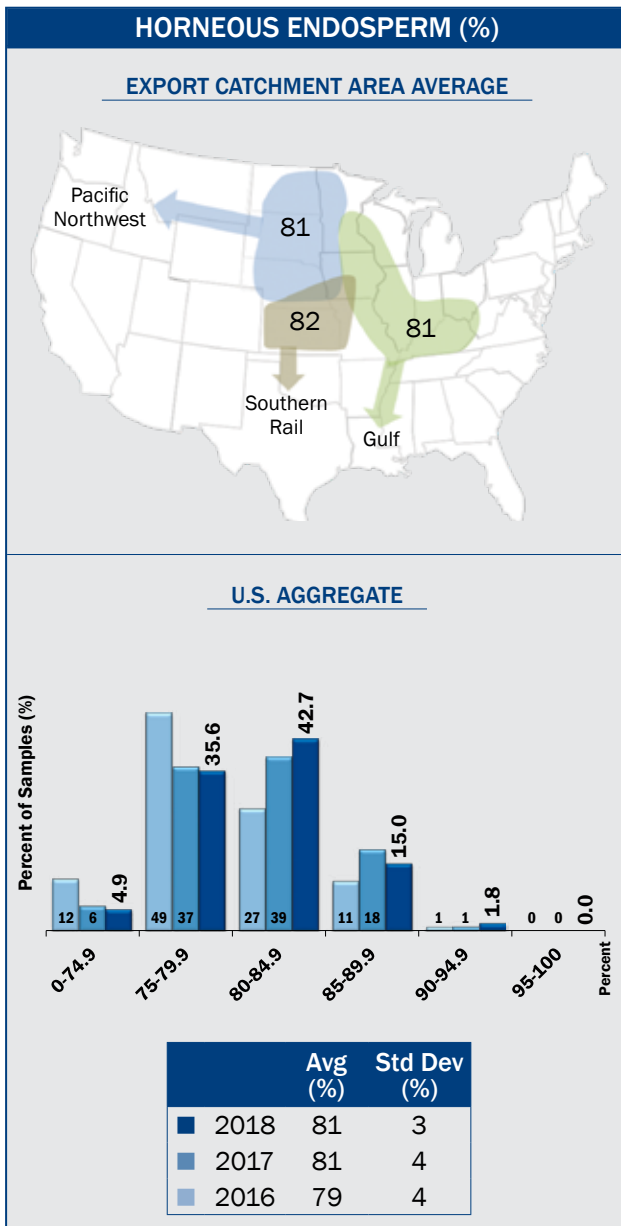 HORNEOUS ENDOSPERM (%)
EXPORT CATCHMENT AREA AVERAGE
Pacific
Northwest
81
82
81
Southern
Rail
Gulf
U.S. AGGREGATE
Percent of Samples (%)
12 6 4.9
49 37 35.6
27 39 42.7
11 18 15.0
1 1 1.8
0 0 0.0
0-74.9 75-79.9 80-84.9 85-89.9 90-94.9 95-100 Percent
Avg Std Dev
(%) (%)
2018 81 3
2017 81 4
2016 79 4